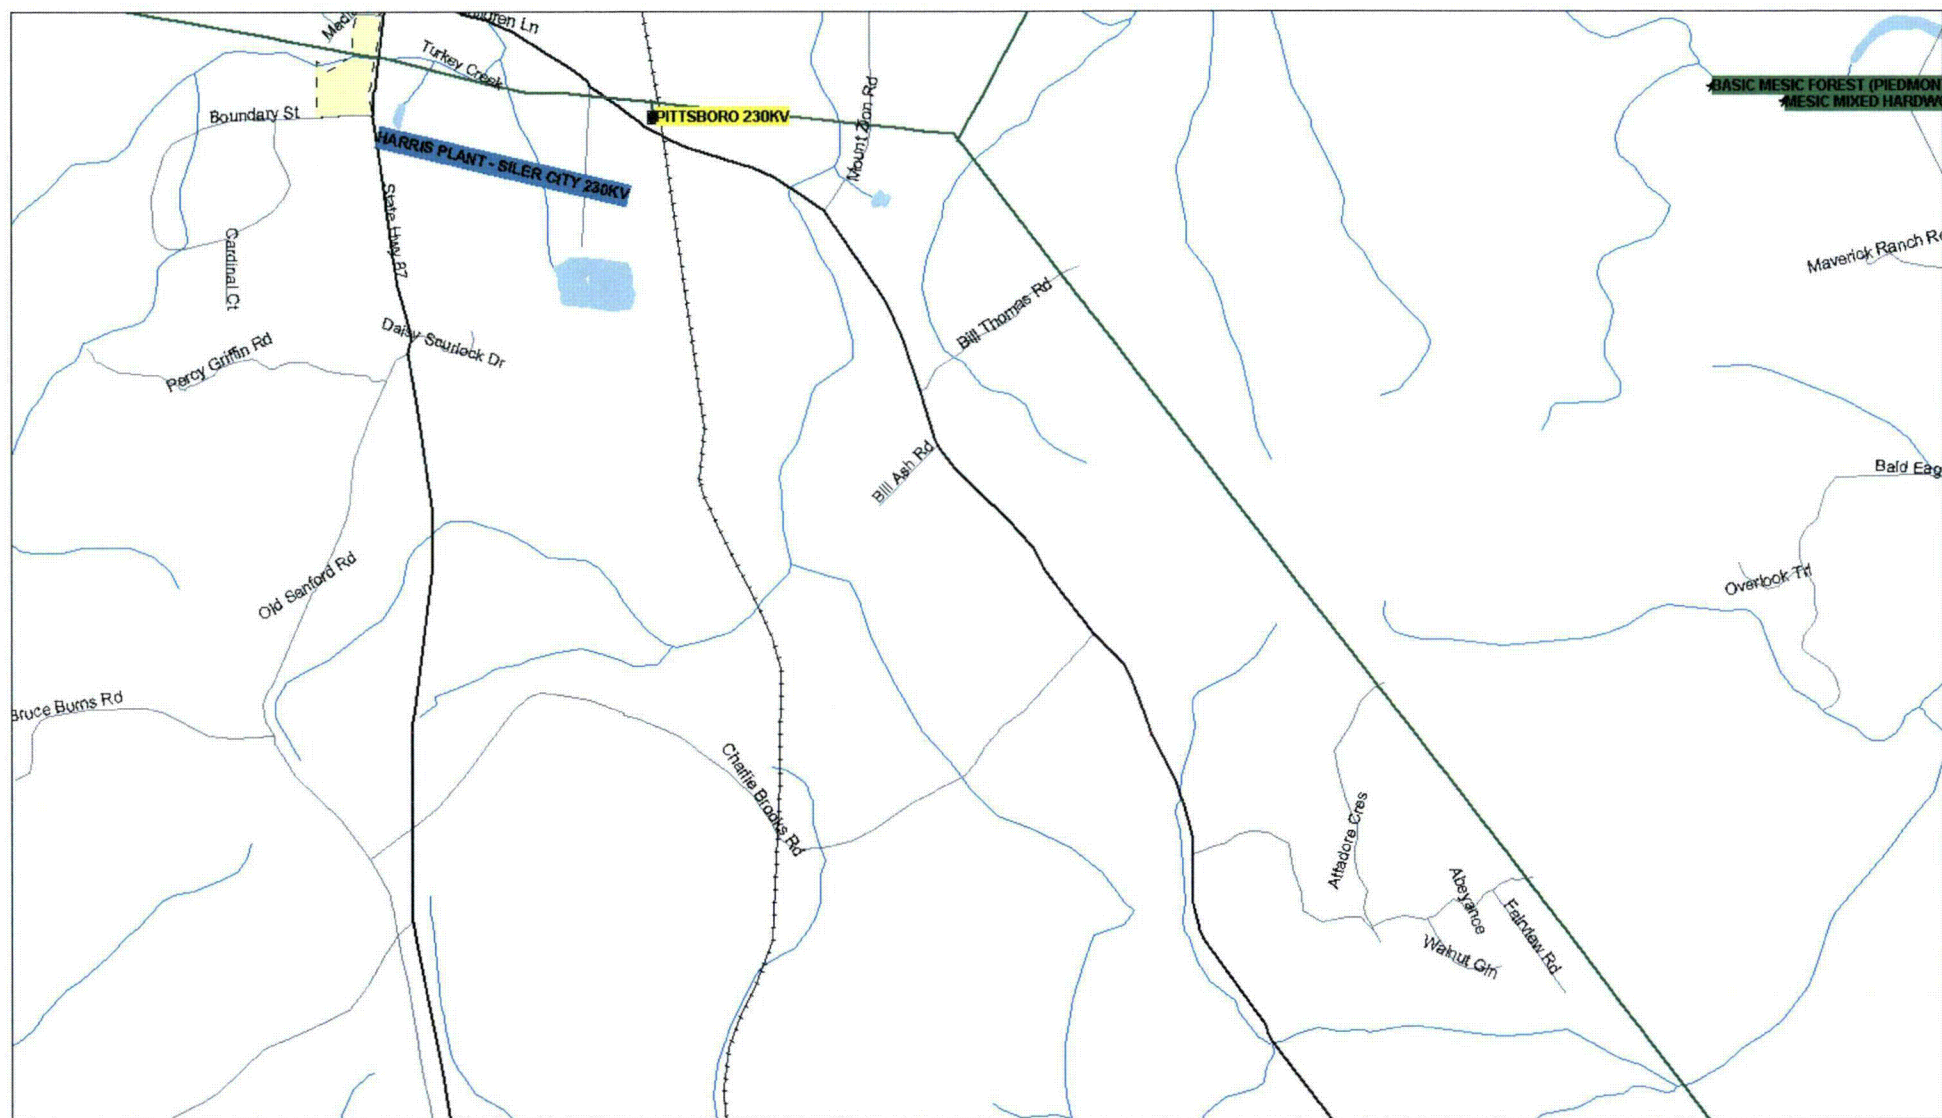 Turkey Creek
Boundary St
PITTSBORO 230KV
Mount Zion Rd
BASIC MESIC FOREST (PIEDMON
MESIC MIXED HARDWA
HARRIS PLANT - SILER CITY 230KV
State Hwy 87
Cardinal Ct
Maverick Ranch
Bill Thomas Rd
Daisy Scurlock Dr
Percy Griffin Rd
Bill Ash Rd
Bald Eag
Old Sanford Rd
Overlook Trl
Bruce Burns Rd
Charlie Brooks Rd
Attadore Cres
Abeyance
Fairview Rd
Walnut Gln